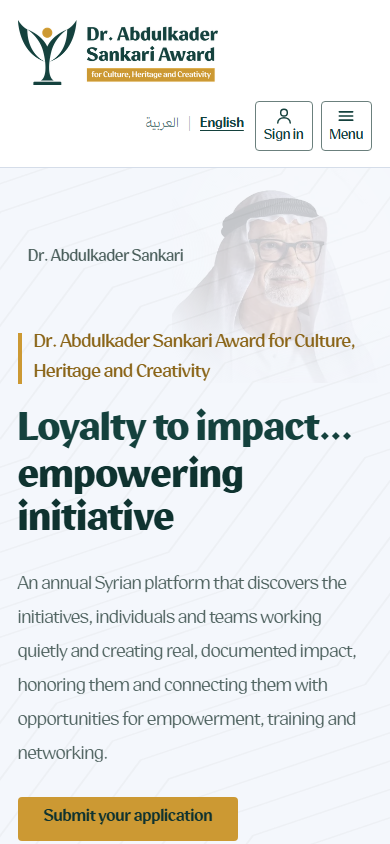 Dr. Abdulkader
Sankari Award
for Culture, Heritage and Creativity
العربية
English
Sign in
Menu
Dr. Abdulkader Sankari
Dr. Abdulkader Sankari Award for Culture,
Heritage and Creativity
Loyalty to impact...
empowering
initiative
An annual Syrian platform that discovers the
initiatives, individuals and teams working
quietly and creating real, documented impact,
honoring them and connecting them with
opportunities for empowerment, training and
networking.
Submit your application